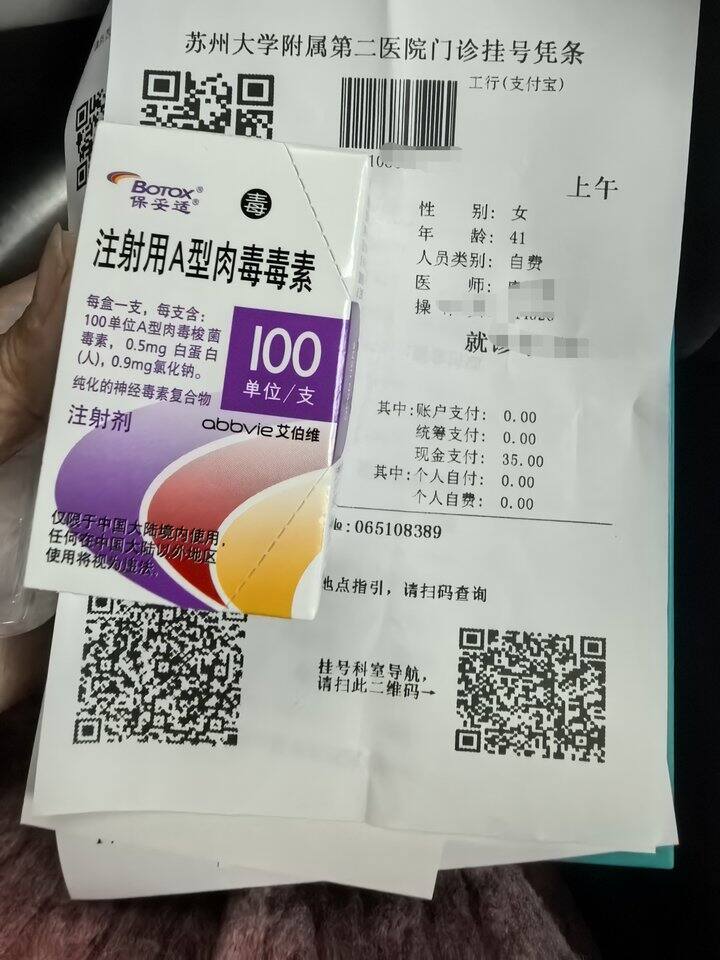 苏州大学附属第二医院门诊挂号凭条
工行(支付宝)
上午
性 别: 女
年 龄: 41
人员类别: 自费
医 师:
操
就诊
其中:账户支付: 0.00
统筹支付: 0.00
现金支付: 35.00
其中:个人自付: 0.00
个人自费: 0.00
№:065108389
地点指引, 请扫码查询
挂号科室导航,
请扫此二维码→
BOTOX®
保妥适®
毒
注射用A型肉毒毒素
每盒一支, 每支含:
100单位A型肉毒梭菌
毒素, 0.5mg 白蛋白
(人), 0.9mg氯化钠。
纯化的神经毒素复合物
注射剂
100
单位/支
abbvie 艾伯维
仅限于中国大陆境内使用,
任何在中国大陆以外地区
使用将视为违法。